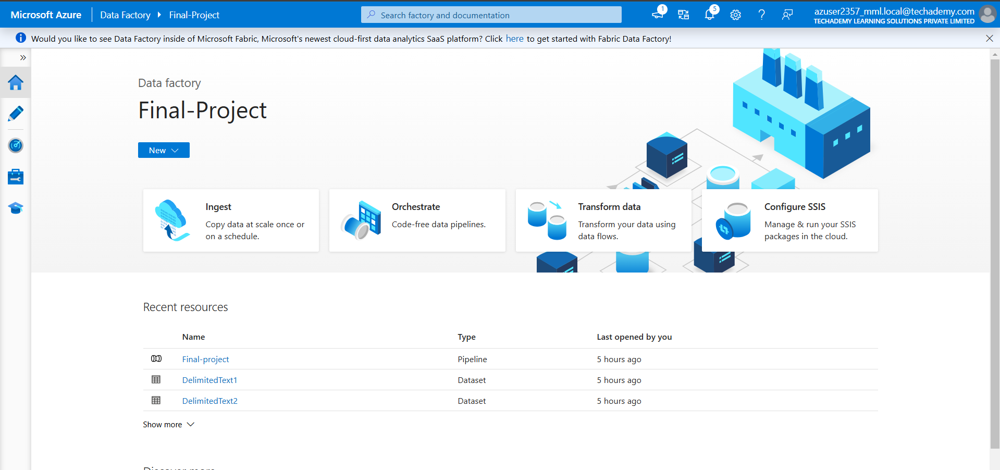 Microsoft Azure
Data Factory
Final-Project
Search factory and documentation
1
5
azuser2357_mml.local@techademy.com
TECHADEMY LEARNING SOLUTIONS PRIVATE LIMITED
Would you like to see Data Factory inside of Microsoft Fabric, Microsoft's newest cloud-first data analytics SaaS platform? Click here to get started with Fabric Data Factory!
Data factory
Final-Project
New
Ingest
Copy data at scale once or
on a schedule.
Orchestrate
Code-free data pipelines.
Transform data
Transform your data using
data flows.
Configure SSIS
Manage & run your SSIS
packages in the cloud.
Recent resources
Name Type Last opened by you
Final-project Pipeline 5 hours ago
DelimitedText1 Dataset 5 hours ago
DelimitedText2 Dataset 5 hours ago
Show more
Discover more